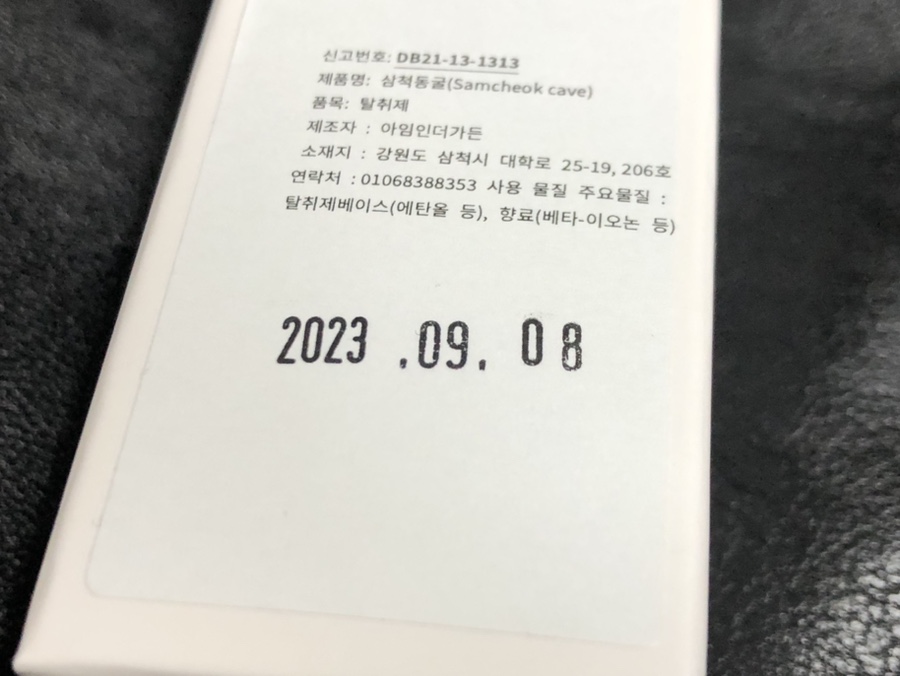 신고번호: DB21-13-1313
제품명: 삼척동굴(Samcheok cave)
품목: 탈취제
제조자 : 아임인더가든
소재지 : 강원도 삼척시 대학로 25-19, 206호
연락처 : 01068388353 사용 물질 주요물질 :
탈취제베이스(에탄올 등), 향료(베타-이오논 등)
2023 .09. 08